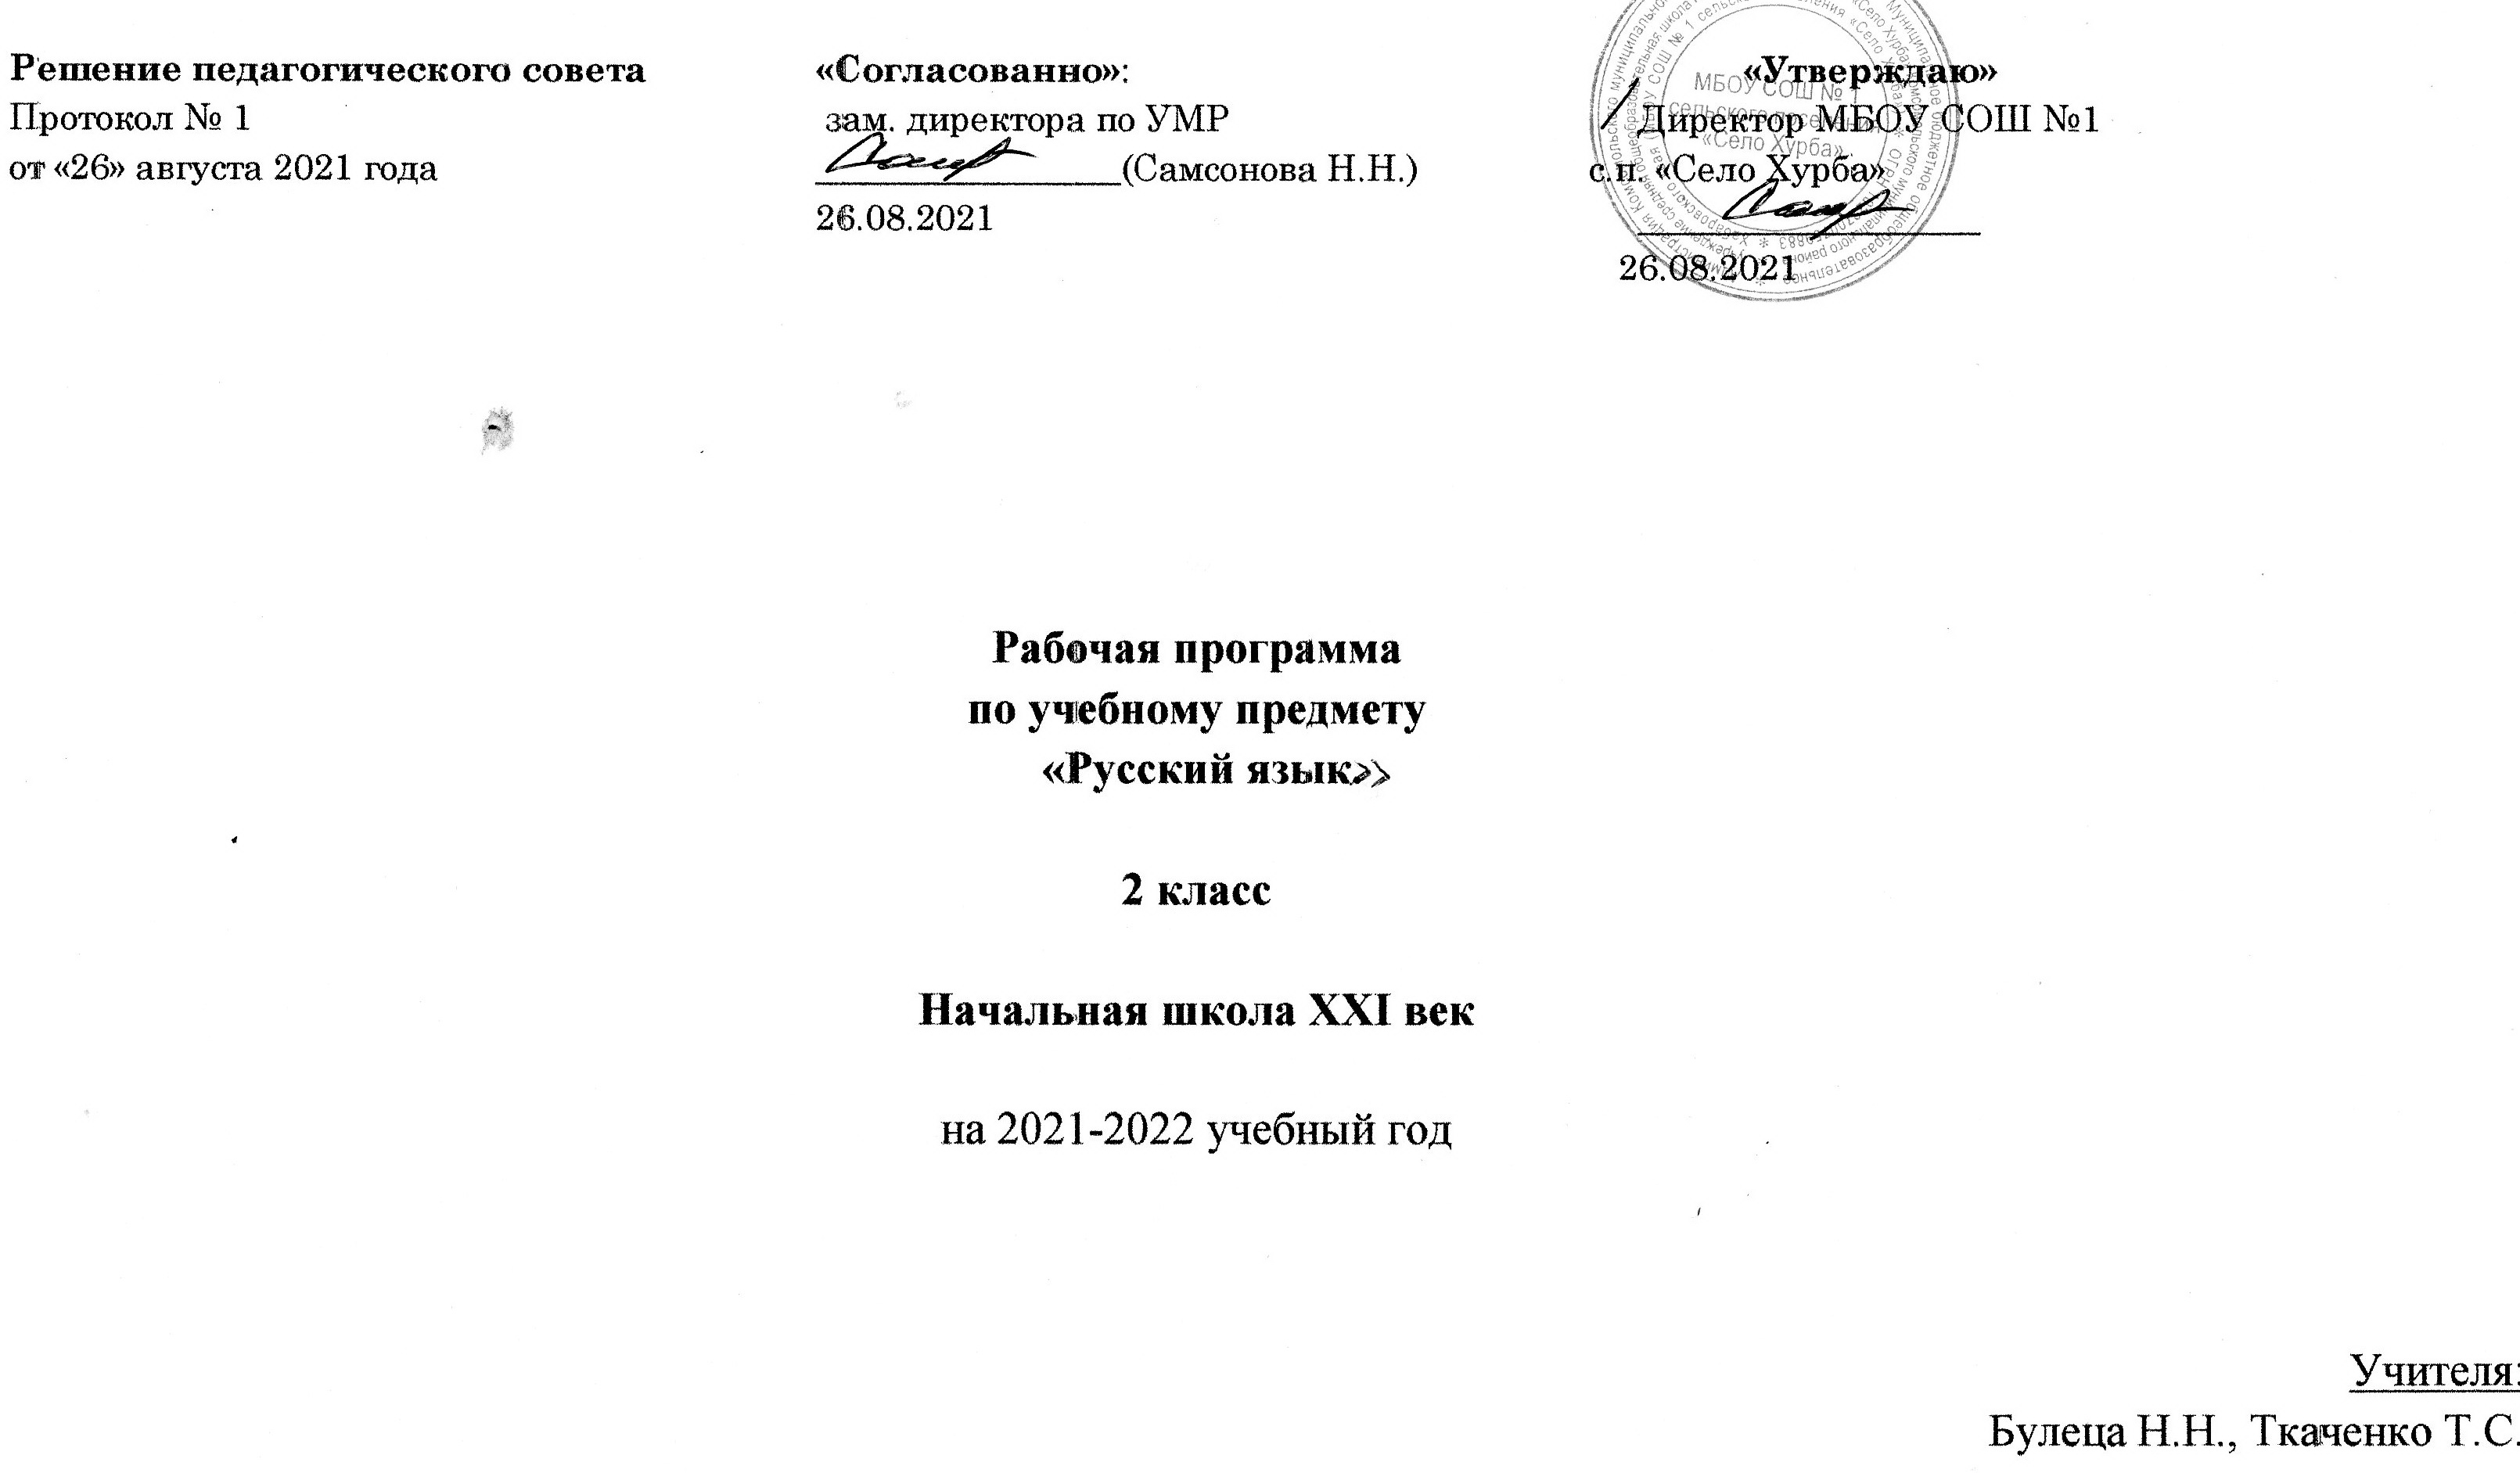 Решение педагогического совета
Протокол № 1
от «26» августа 2021 года
«Согласованно»:
зам. директора по УМР
(Самсонова Н.Н.)
26.08.2021
«Утверждаю»
Директор МБОУ СОШ №1
с.п. «Село Хурба»
26.08.2021
МБОУ СОШ № 1
сельского поселения
«Село Хурба»
Рабочая программа
по учебному предмету
«Русский язык»
2 класс
Начальная школа XXI век
на 2021-2022 учебный год
Учителя:
Булеца Н.Н., Ткаченко Т.С.